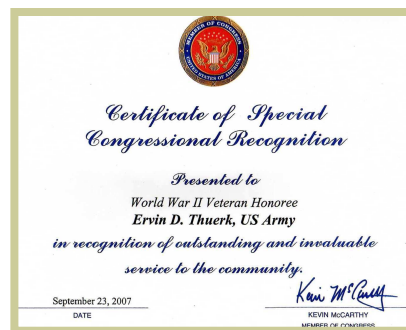 MEMBER OF CONGRESS
UNITED STATES OF AMERICA
Certificate of Special
Congressional Recognition
Presented to
World War II Veteran Honoree
Ervin D. Thuerk, US Army
in recognition of outstanding and invaluable
service to the community.
September 23, 2007
Kevin McCarthy
DATE
KEVIN McCARTHY
MEMBER OF CONGRESS